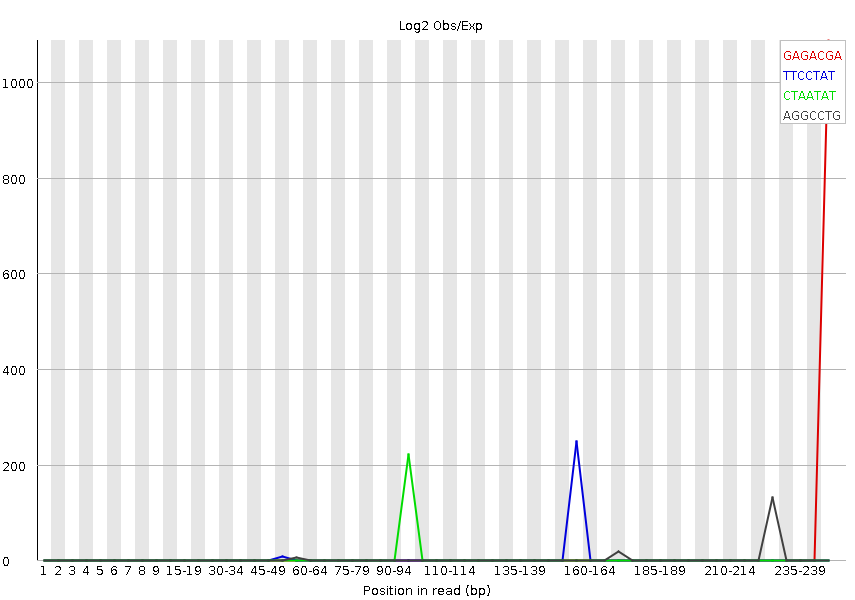 Log2 Obs/Exp
GAGACGA
TTCCTAT
CTAATAT
AGGCCTG
1000
800
600
400
200
0
1 2 3 4 5 6 7 8 9 15-19 30-34 45-49 60-64 75-79 90-94 110-114 135-139 160-164 185-189 210-214 235-239
Position in read (bp)